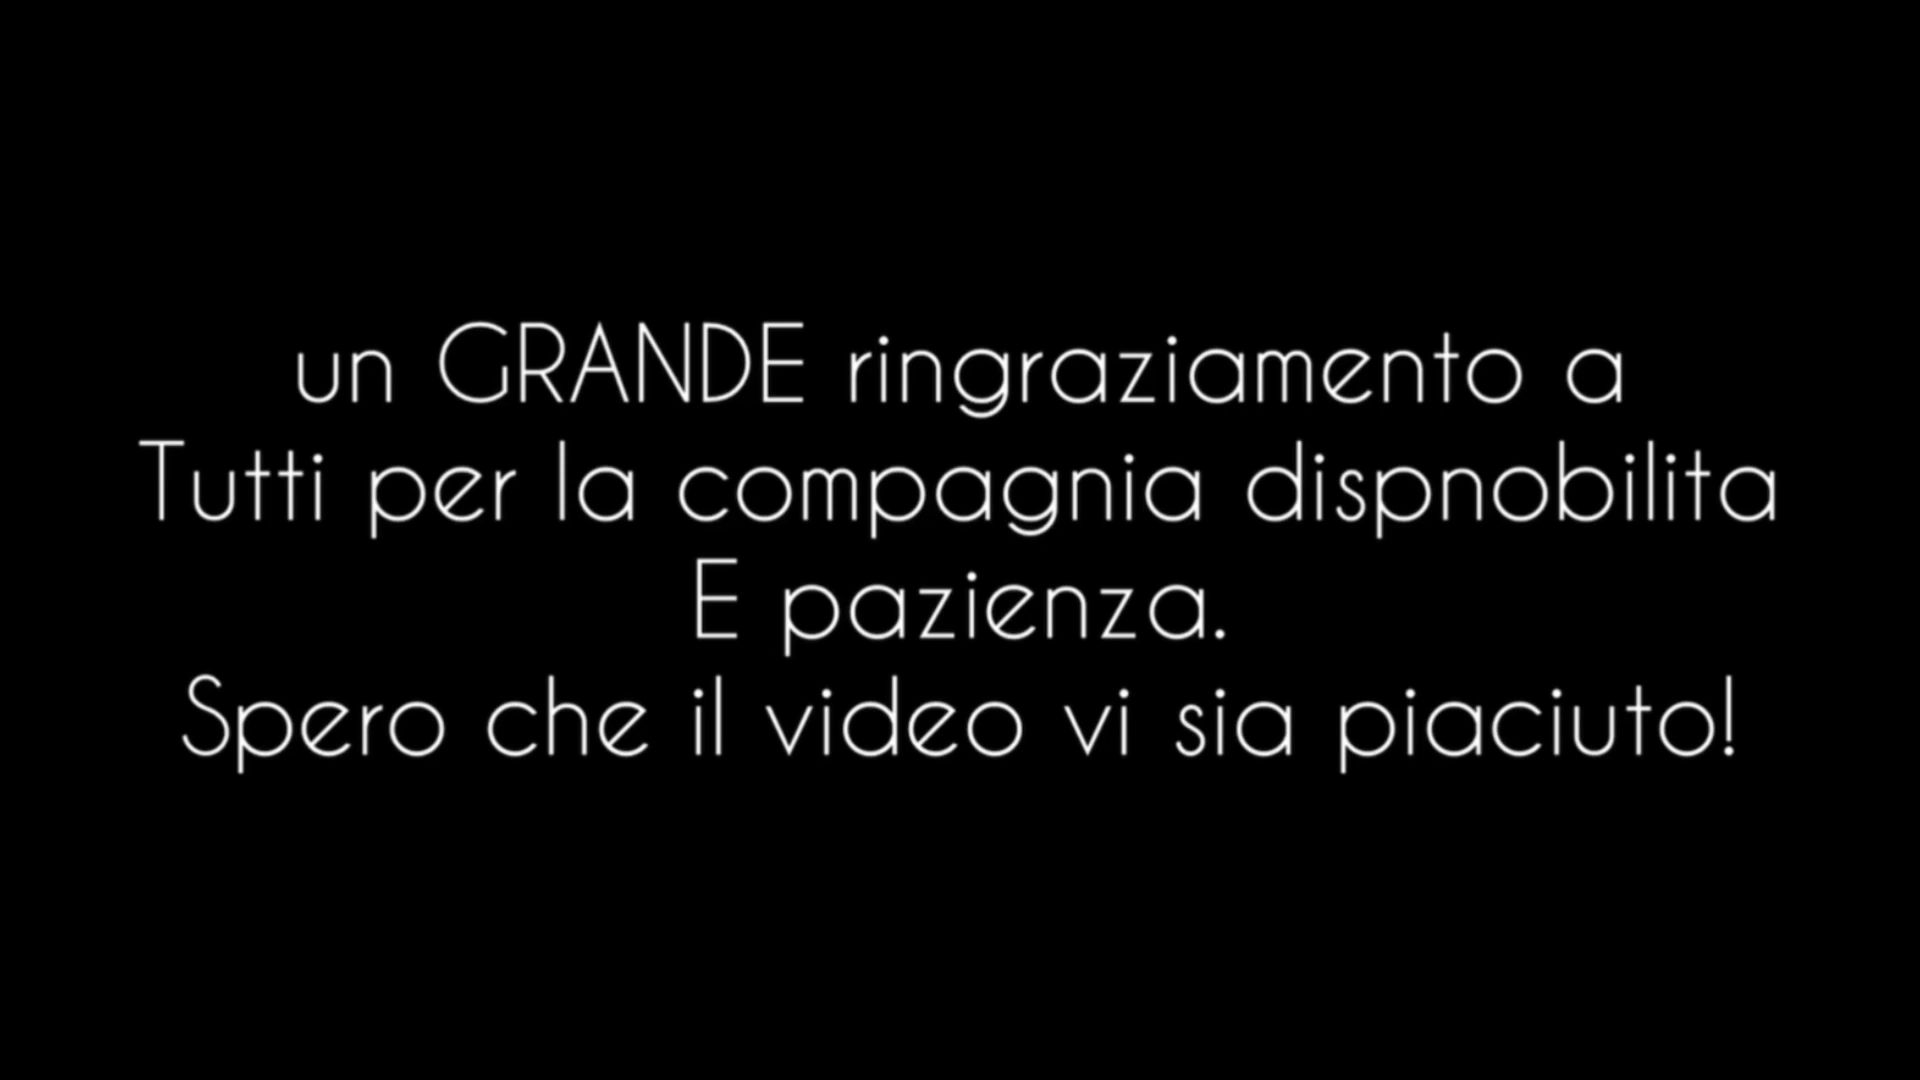 un GRANDE ringraziamento a
Tutti per la compagnia dispnobilita
E pazienza.
Spero che il video vi sia piaciuto!